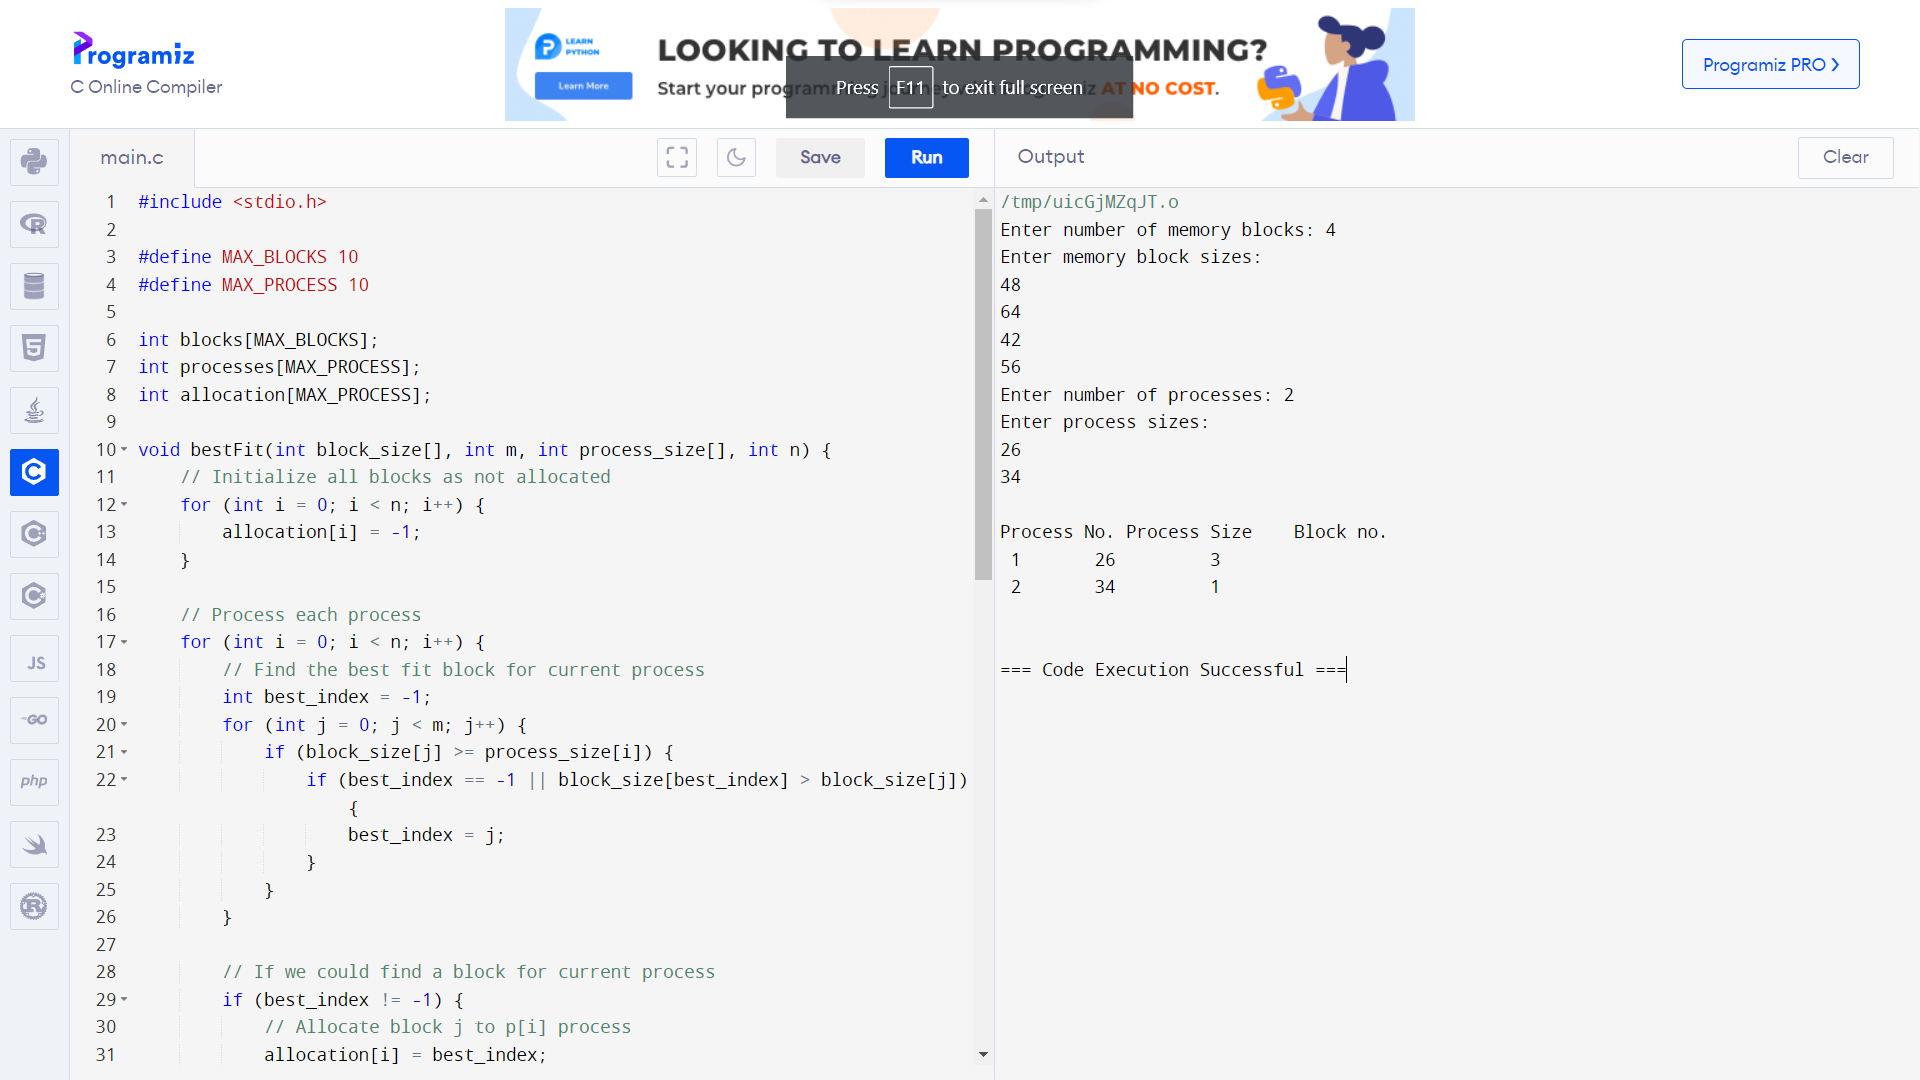 Programiz
C Online Compiler
LEARN
PYTHON
Learn More
LOOKING TO LEARN PROGRAMMING?
Start your programming AT NO COST.
Press F11 to exit full screen
Programiz PRO
main.c
Save
Run
Output
Clear
R
5
C
C
C
JS
GO
php
R
1 #include <stdio.h>
2
3 #define MAX_BLOCKS 10
4 #define MAX_PROCESS 10
5
6 int blocks[MAX_BLOCKS];
7 int processes[MAX_PROCESS];
8 int allocation[MAX_PROCESS];
9
10 void bestFit(int block_size[], int m, int process_size[], int n) {
11 // Initialize all blocks as not allocated
12 for (int i = 0; i < n; i++) {
13 allocation[i] = -1;
14 }
15
16 // Process each process
17 for (int i = 0; i < n; i++) {
18 // Find the best fit block for current process
19 int best_index = -1;
20 for (int j = 0; j < m; j++) {
21 if (block_size[j] >= process_size[i]) {
22 if (best_index == -1 || block_size[best_index] > block_size[j])
{
23 best_index = j;
24 }
25 }
26 }
27
28 // If we could find a block for current process
29 if (best_index != -1) {
30 // Allocate block j to p[i] process
31 allocation[i] = best_index;
/tmp/uicGjMZqJT.o
Enter number of memory blocks: 4
Enter memory block sizes:
48
64
42
56
Enter number of processes: 2
Enter process sizes:
26
34
Process No. Process Size Block no.
1 26 3
2 34 1
=== Code Execution Successful ===